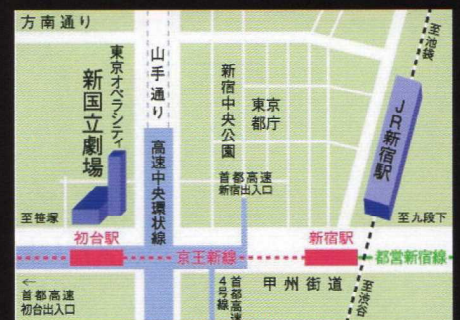 方南通り
至池袋
東京オペラシティ
山手通り
新国立劇場
新宿中央公園
東京
都庁
JR新宿駅
高速中央環状線
首都高速
新宿出入口
至笹塚
至九段下
初台駅
新宿駅
京王新線
都営新宿線
←
首都高速
初台出入口
首都高速
4号線
甲州街道
至渋谷